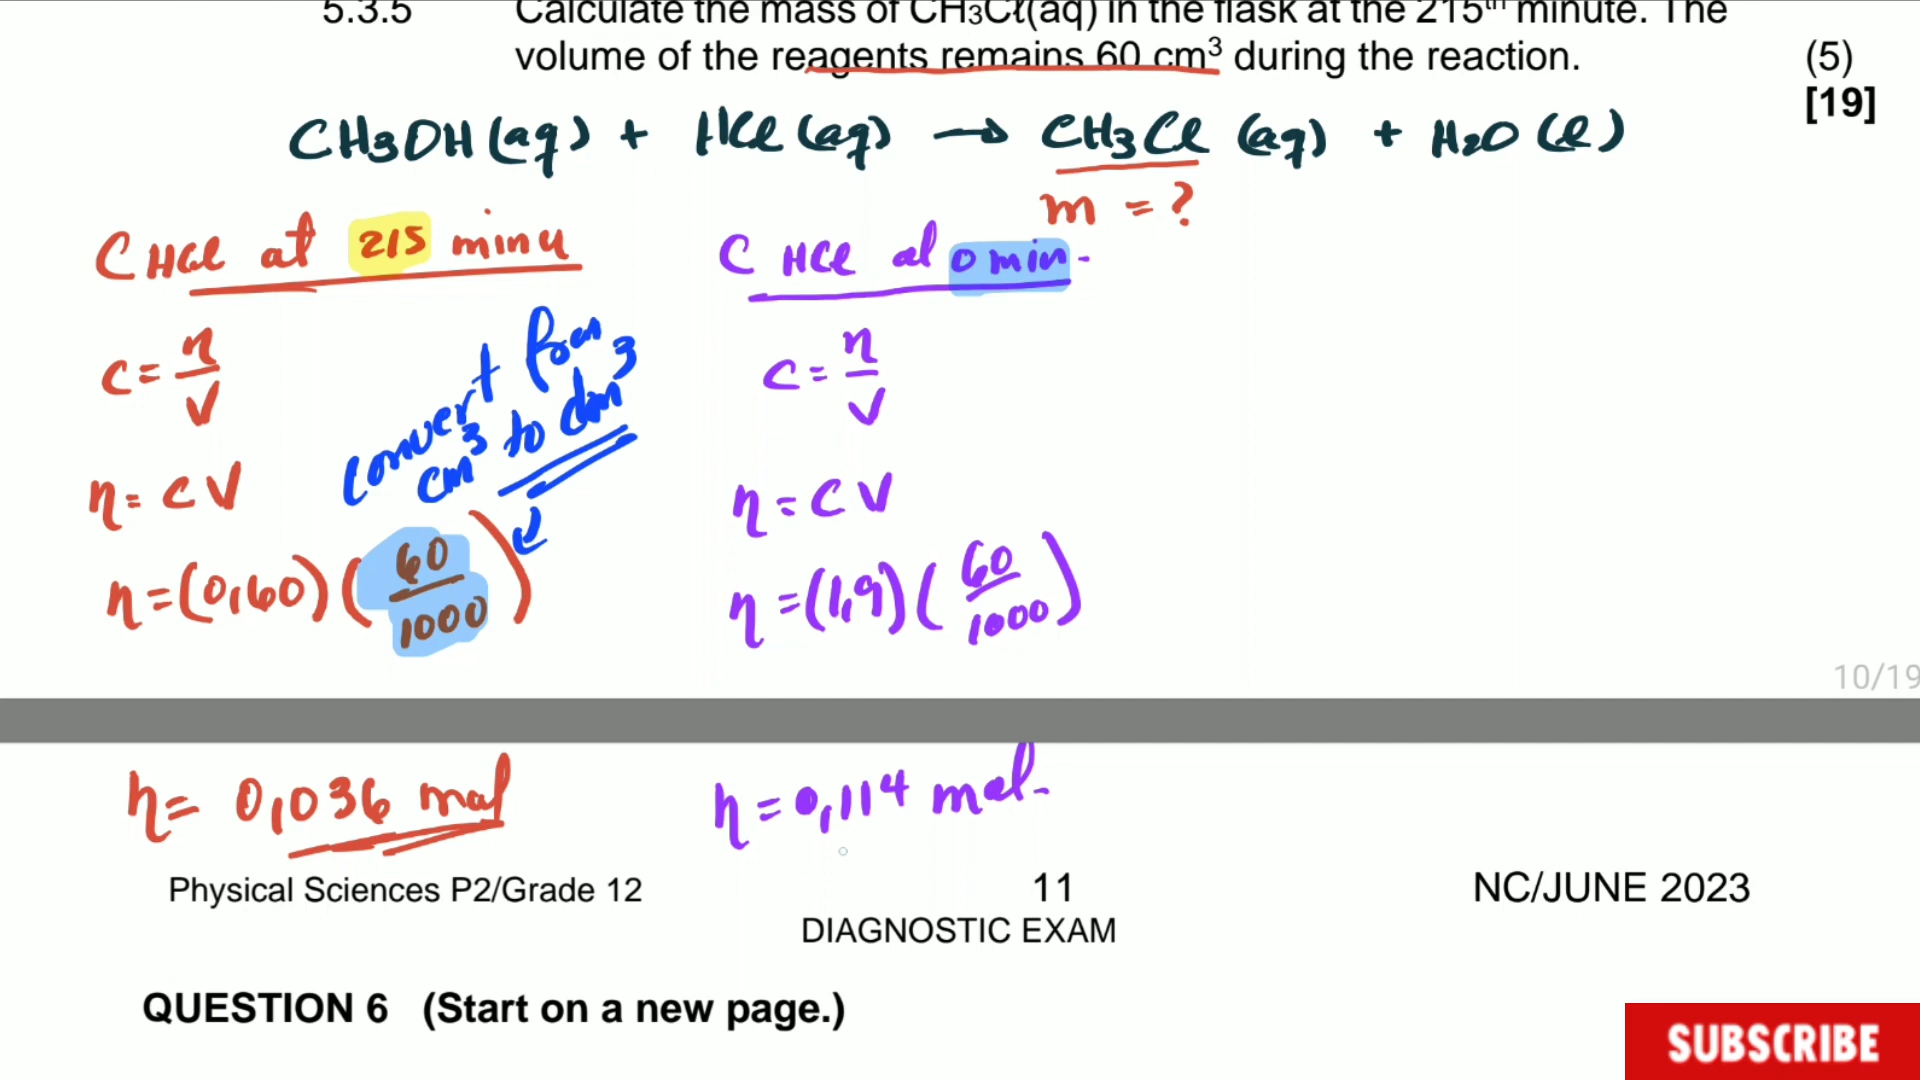 5.3.5 Calculate the mass of CH₃Cℓ(aq) in the flask at the 215ᵗʰ minute. The
volume of the reagents remains 60 cm³ during the reaction. (5)
[19]
CH₃OH (aq) + HCl (aq) → CH₃Cl (aq) + H₂O (l)
m = ?
C HCl at 215 minu
c = n/V
convert from
cm³ to dm³
n = CV
n = (0,60) (60/1000)
C HCl at 0 min.
c = n/V
n = CV
n = (1,9) (60/1000)
10/19
n = 0,036 mol
n = 0,114 mol.
Physical Sciences P2/Grade 12 11 NC/JUNE 2023
DIAGNOSTIC EXAM
QUESTION 6 (Start on a new page.)
SUBSCRIBE